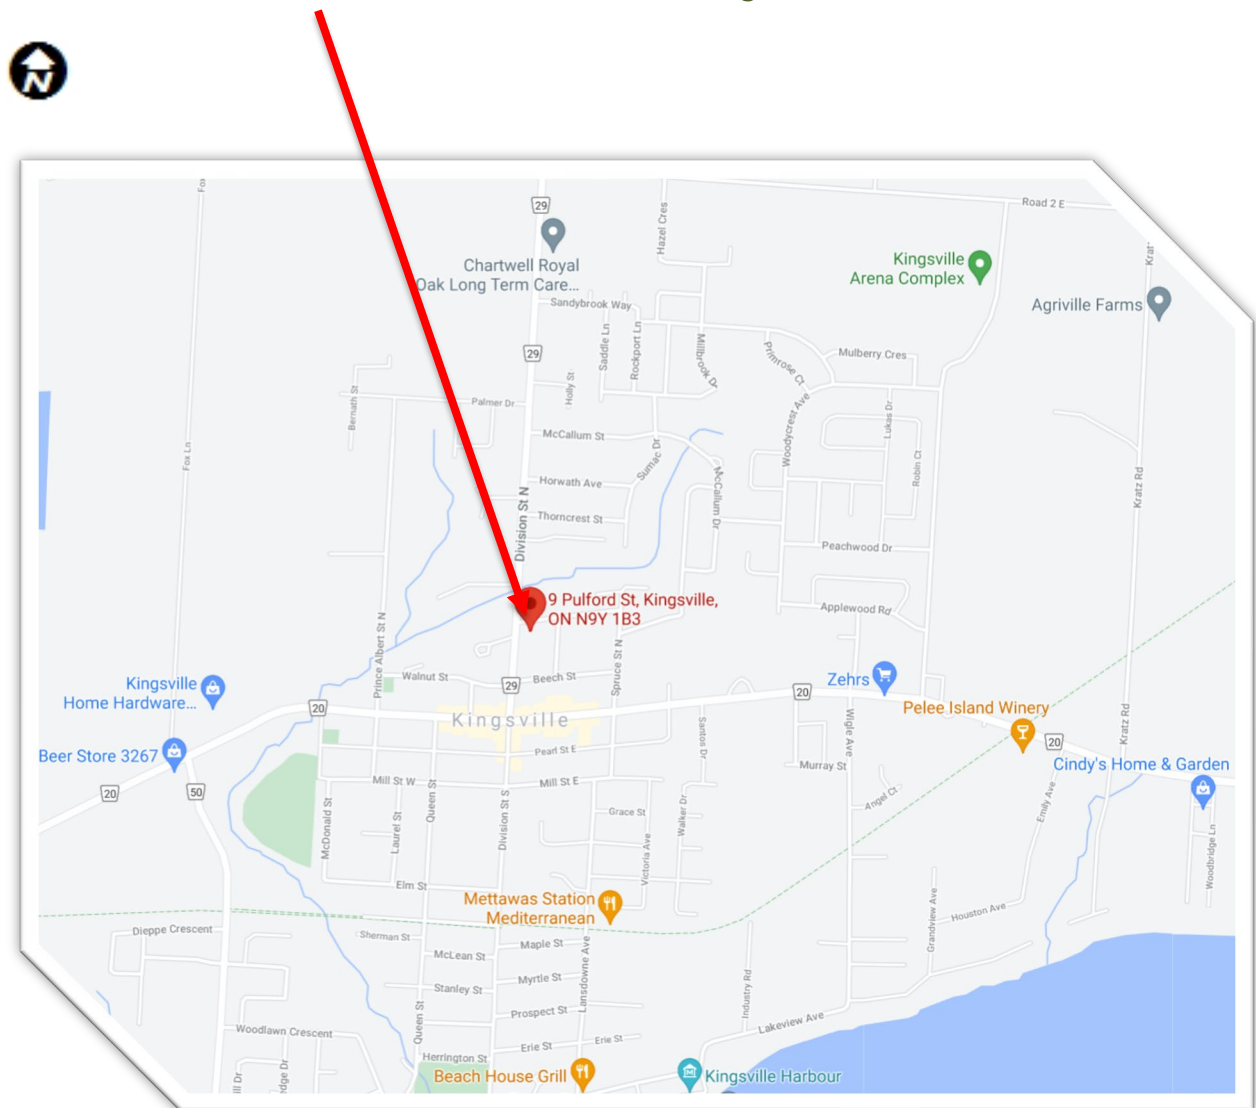 N
Fox
29
Road 2 E
Hazel Cres
Chartwell Royal
Oak Long Term Care...
Kingsville
Arena Complex
Krat
Agriville Farms
Sandybrook Way
Saddle Ln
Rockport Ln
Millbrook Dr
29
Primrose Ct
Mulberry Cres
Holly St
Bernath St
Palmer Dr
Woodycrest Ave
Lukas Dr
McCallum St
Sumac Dr
Fox Ln
Robin Ct
McCallum Dr
Kratz Rd
Horwath Ave
Division St N
Thorncrest St
Peachwood Dr
9 Pulford St, Kingsville,
ON N9Y 1B3
Applewood Rd
Prince Albert St N
Spruce St N
Walnut St
Beech St
Kingsville
Home Hardware...
29
Zehrs
20
20
Pelee Island Winery
Kingsville
Santos Dr
Wigle Ave
Kratz Rd
20
Beer Store 3267
Pearl St E
Murray St
Cindy's Home & Garden
20
50
Mill St W
Mill St E
Queen St
Division St S
McDonald St
Laurel St
Grace St
Walker Dr
Angel Ct
Emily Ave
Victoria Ave
Woodbridge Ln
Elm St
Mettawas Station
Mediterranean
Grandview Ave
Houston Ave
Dieppe Crescent
Sherman St
Maple St
McLean St
Lansdowne Ave
Myrtle St
Stanley St
Industry Rd
Prospect St
Queen St
Woodlawn Crescent
Lakeview Ave
Erie St
Erie St
Herrington St
ill Dr
edge Dr
Beach House Grill
Kingsville Harbour